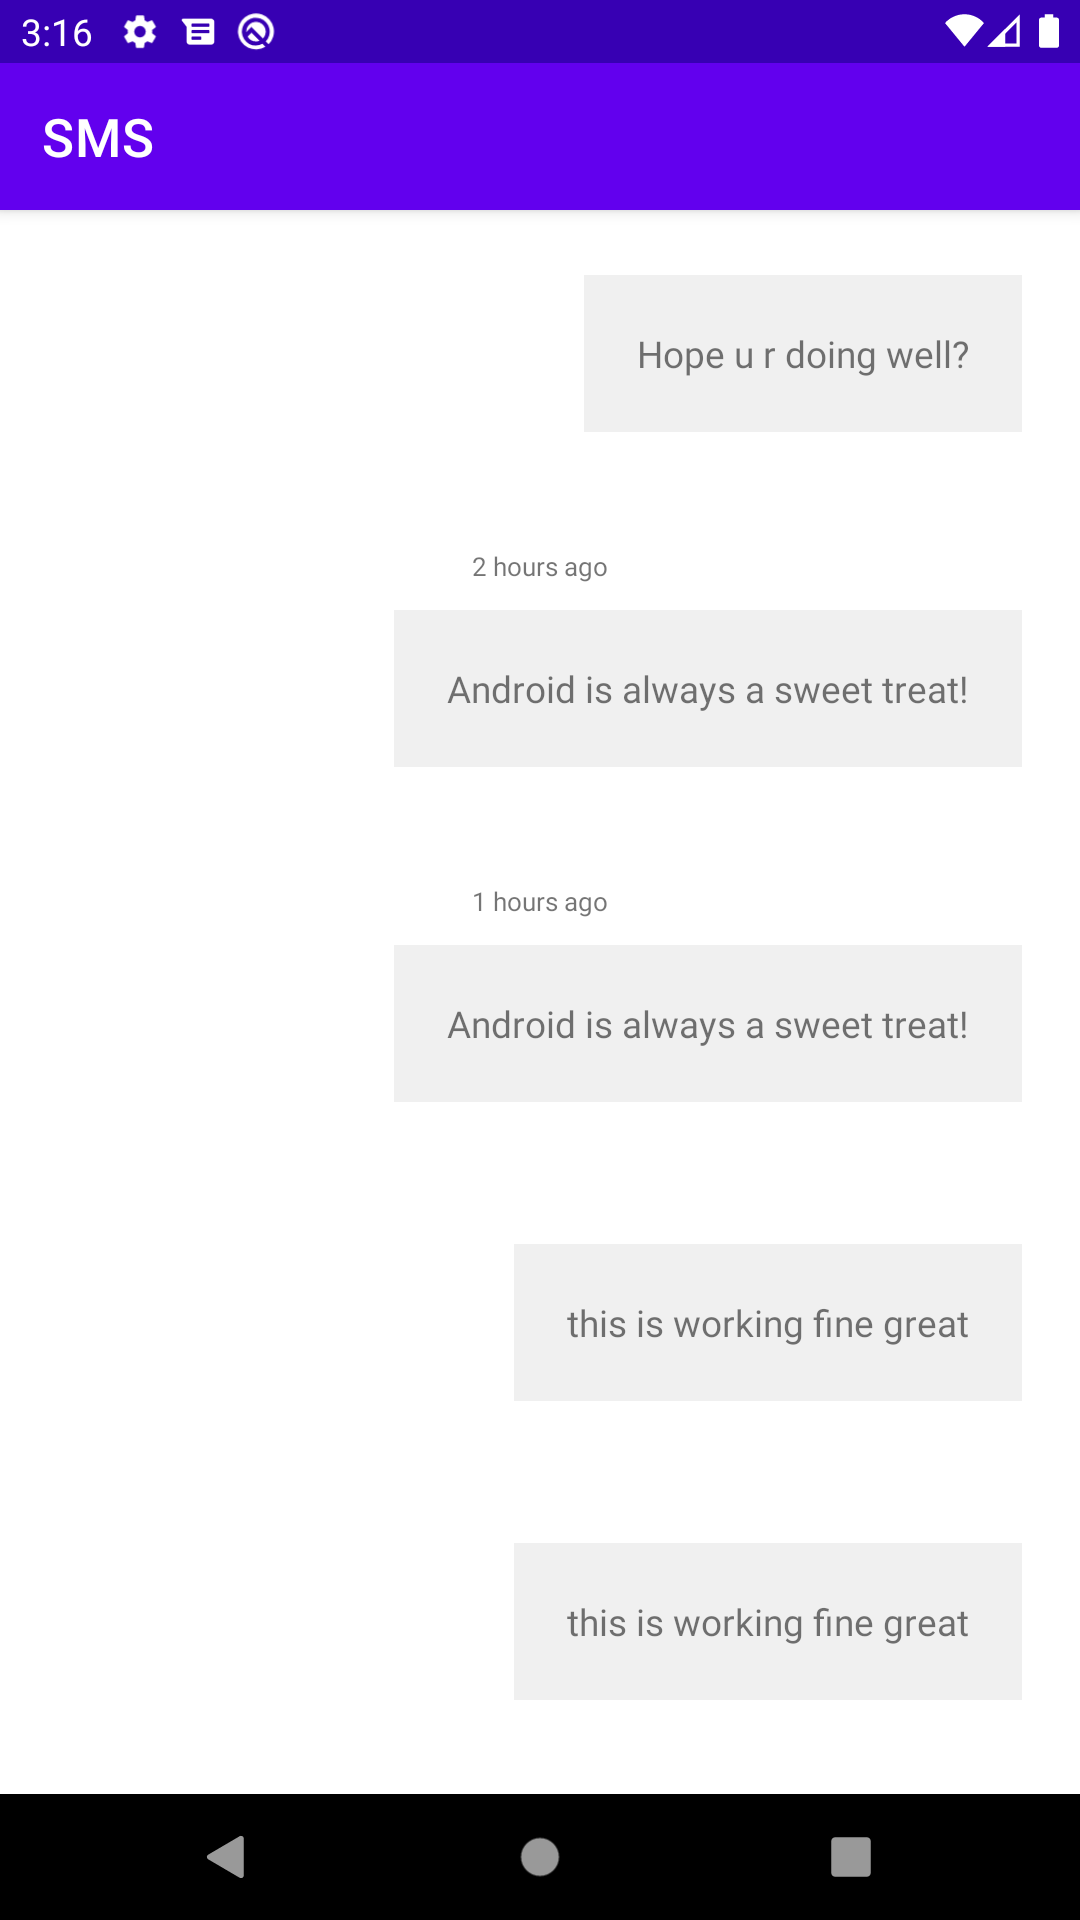 3:16
SMS
Hope u r doing well?
2 hours ago
Android is always a sweet treat!
1 hours ago
Android is always a sweet treat!
this is working fine great
this is working fine great